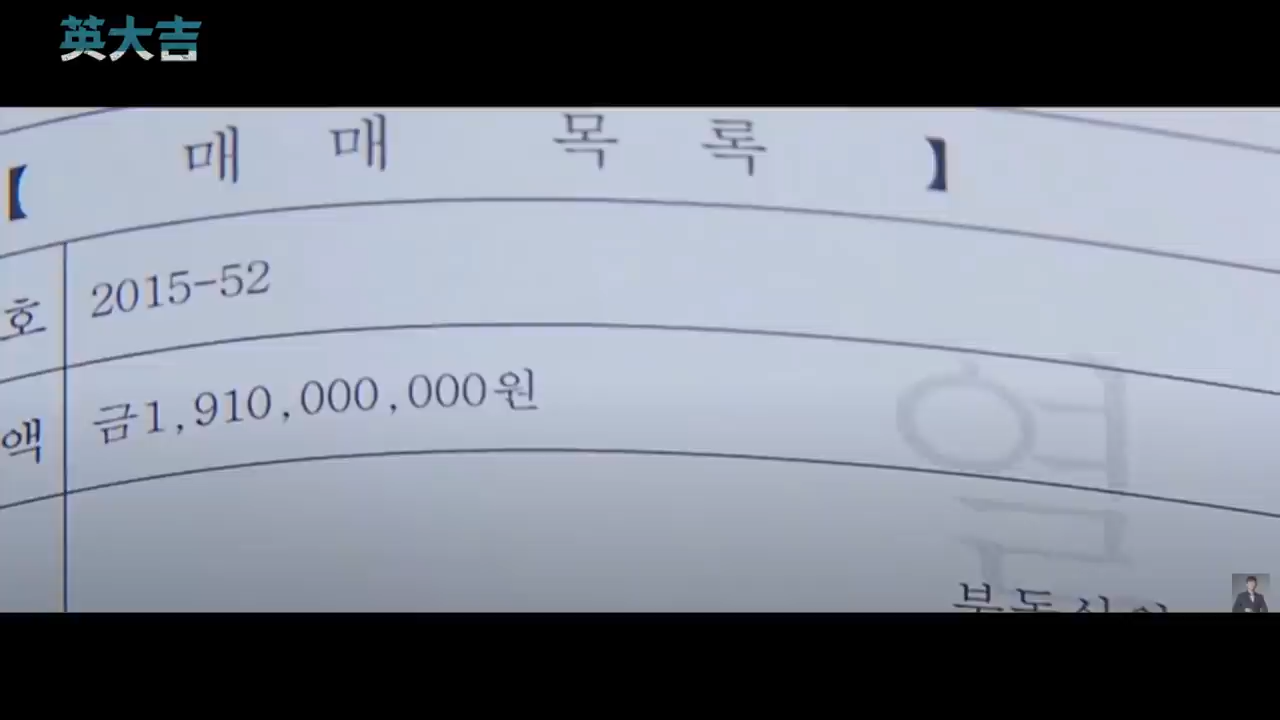 英大吉
【 매 매 목 록 】
호 2015-52
액 금1,910,000,000원